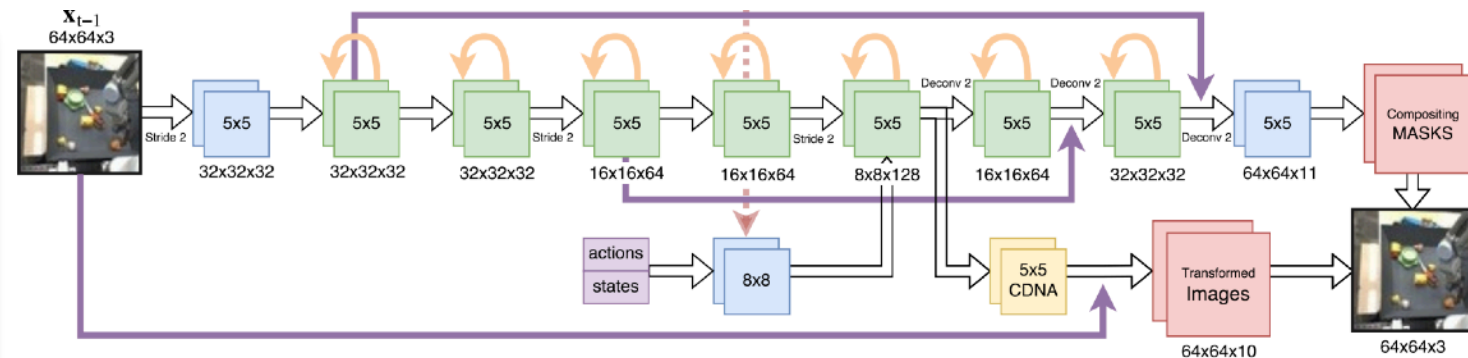 x_{t-1}
64x64x3
Stride 2
5x5
32x32x32
5x5
32x32x32
5x5
32x32x32
Stride 2
5x5
16x16x64
5x5
16x16x64
Stride 2
5x5
8x8x128
Deconv 2
5x5
16x16x64
Deconv 2
5x5
32x32x32
Deconv 2
5x5
64x64x11
Compositing
MASKS
actions
states
8x8
5x5
CDNA
Transformed
Images
64x64x10
64x64x3